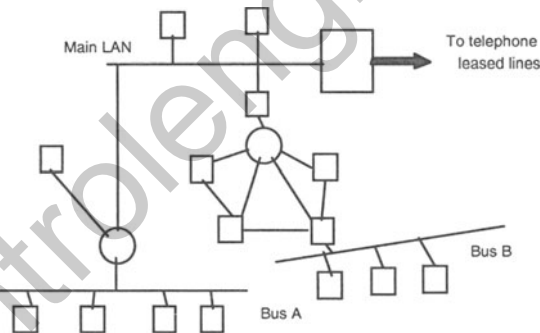 Main LAN
To telephone
leased lines
Bus B
Bus A